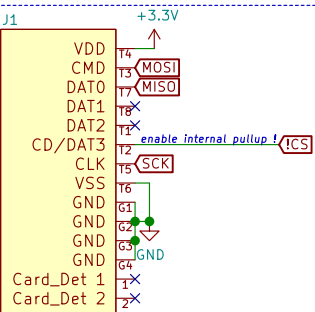 J1
+3.3V
VDD T4
CMD T3 MOSI
DAT0 T7 MISO
DAT1 T8
DAT2 T1
enable internal pullup !
CD/DAT3 T2 !CS
CLK T5 SCK
VSS T6
GND G1
GND G2
GND G3
GND
GND G4
Card_Det 1 1
Card_Det 2 2